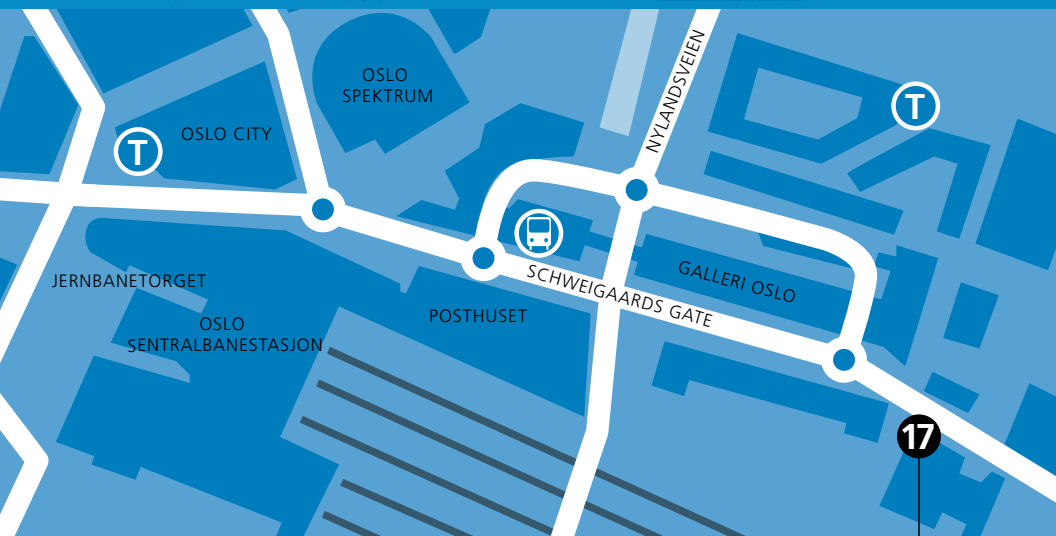 OSLO
SPEKTRUM
NYLANDSVEIEN
T
OSLO CITY
T
JERNBANETORGET
SCHWEIGAARDS GATE
GALLERI OSLO
OSLO
SENTRALBANESTASJON
POSTHUSET
17